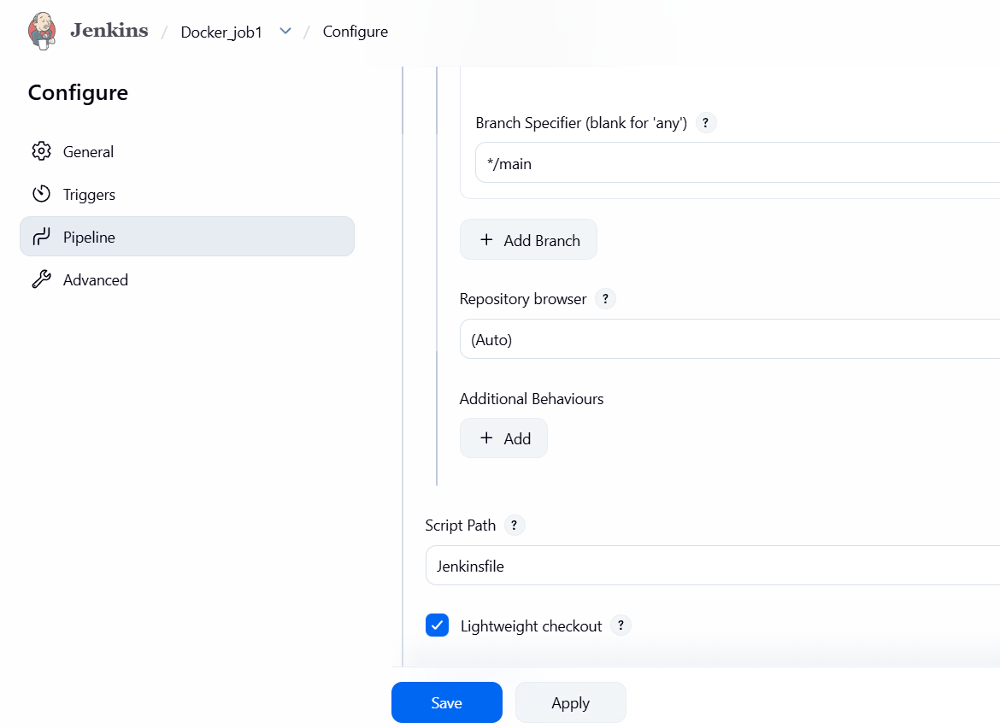 Jenkins / Docker_job1 / Configure
Configure
General
Triggers
Pipeline
Advanced
Branch Specifier (blank for 'any') ?
*/main
+ Add Branch
Repository browser ?
(Auto)
Additional Behaviours
+ Add
Script Path ?
Jenkinsfile
Lightweight checkout ?
Save Apply